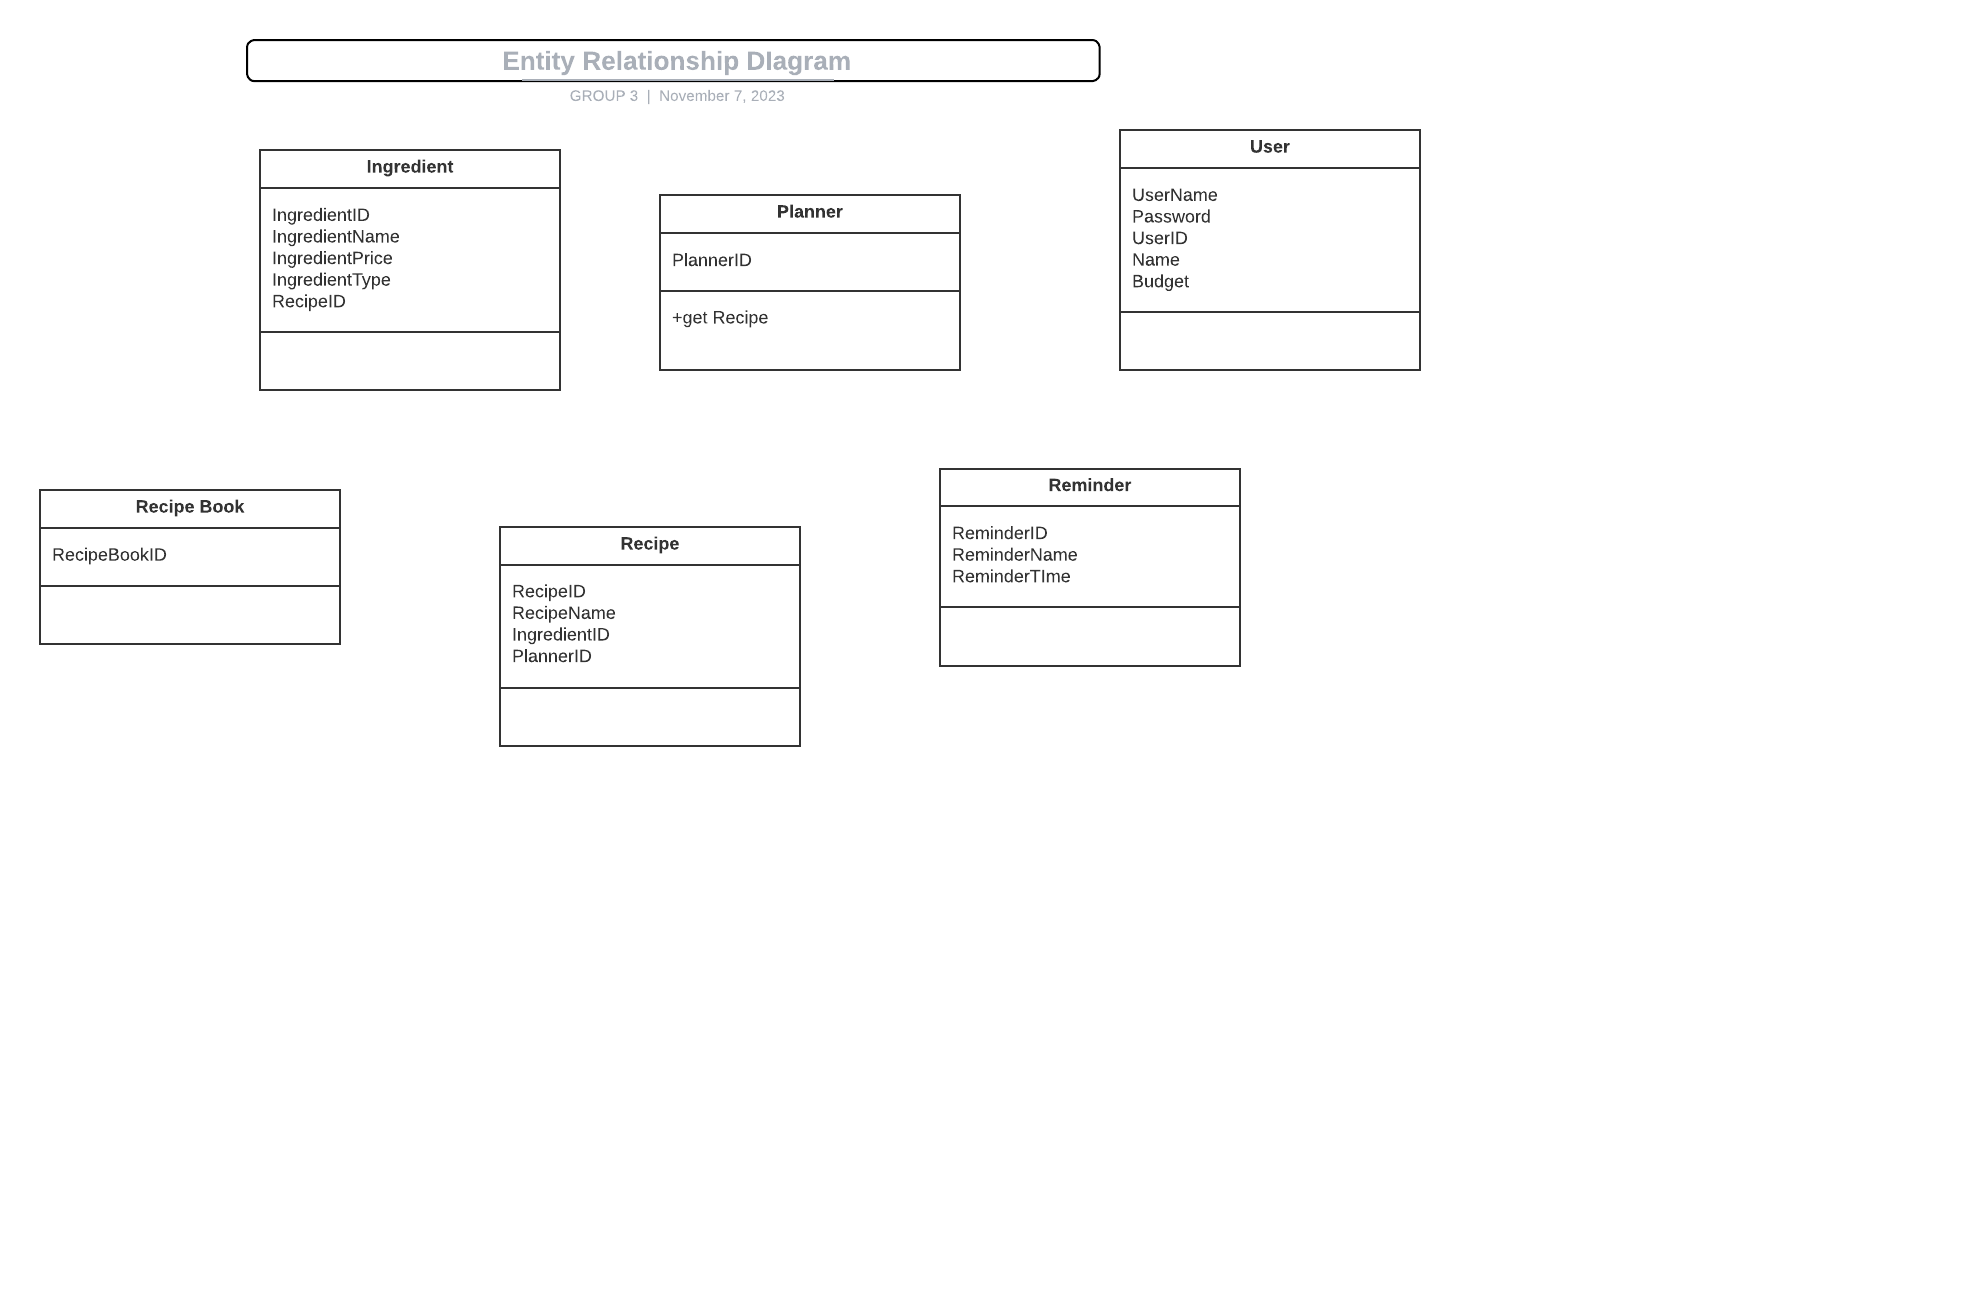 Entity Relationship DIagram
GROUP 3 | November 7, 2023
Ingredient
IngredientID
IngredientName
IngredientPrice
IngredientType
RecipeID
Planner
PlannerID
+get Recipe
User
UserName
Password
UserID
Name
Budget
Recipe Book
RecipeBookID
Recipe
RecipeID
RecipeName
IngredientID
PlannerID
Reminder
ReminderID
ReminderName
ReminderTIme